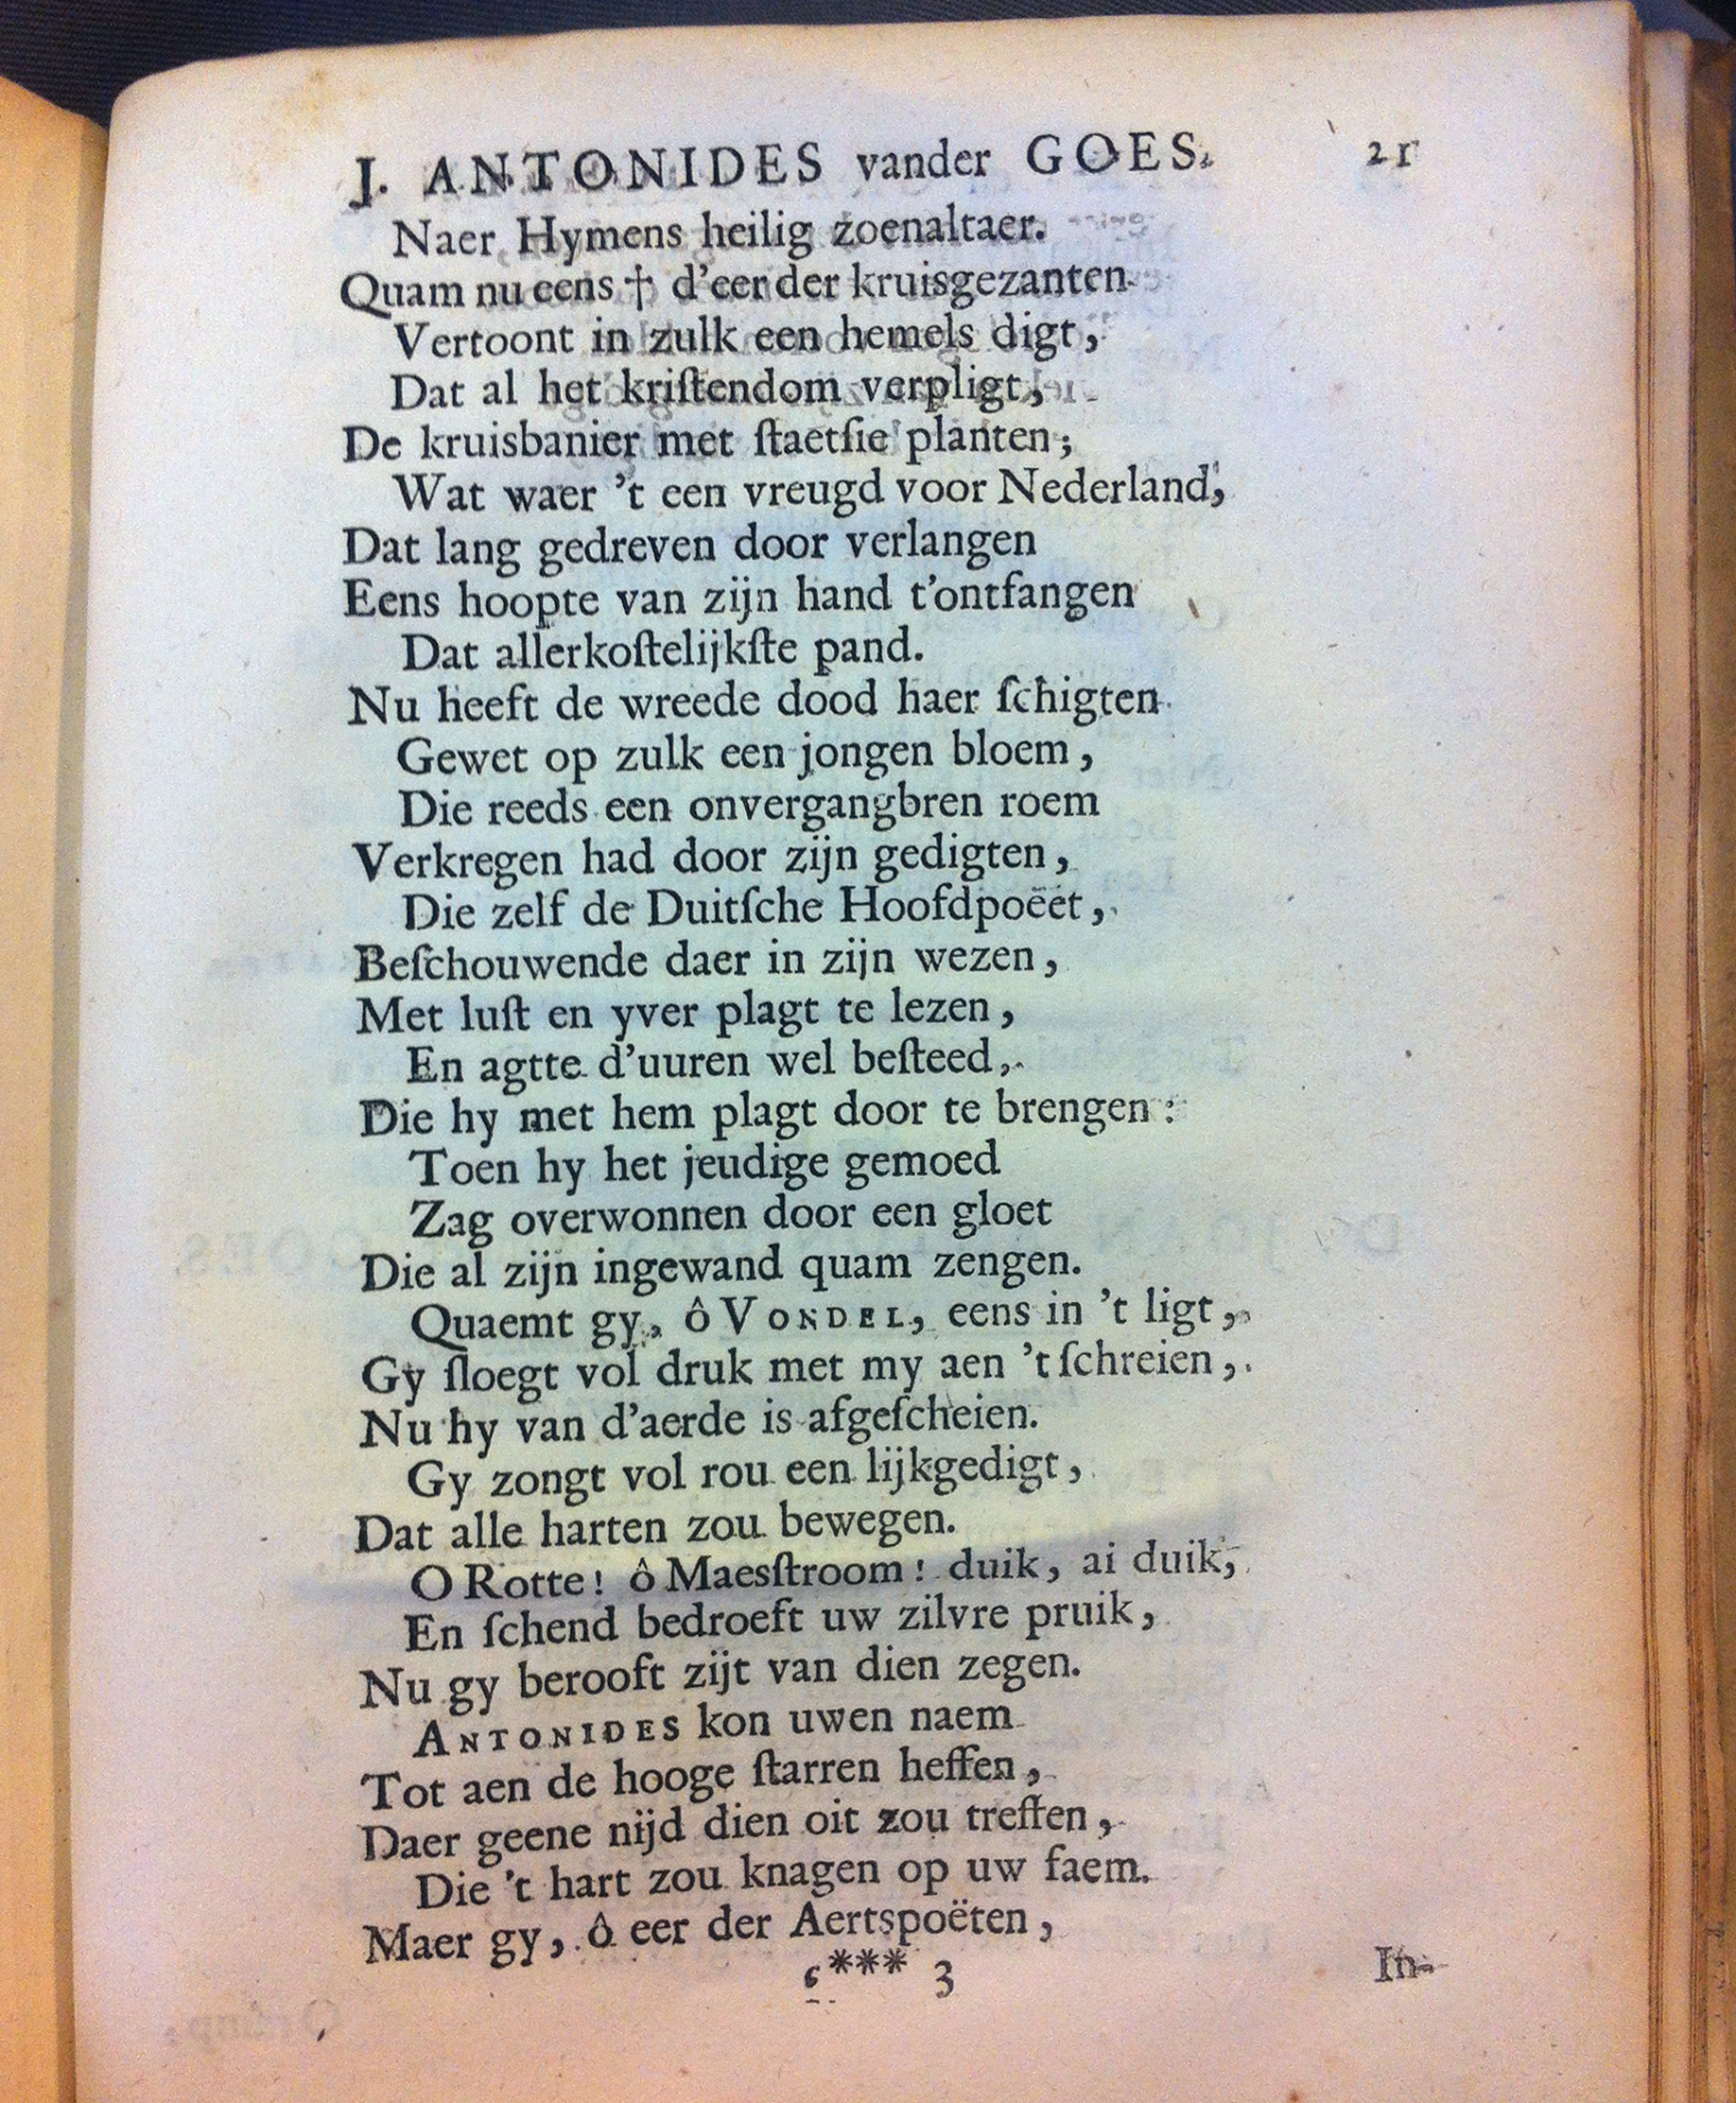 J. ANTONIDES vander GOES. 21
Naer Hymens heilig zoenaltaer.
Quam nu eens † d'eer der kruisgezanten
Vertoont in zulk een hemels digt,
Dat al het kriſtendom verpligt,
De kruisbanier met ſtaetſie planten;
Wat waer 't een vreugd voor Nederland,
Dat lang gedreven door verlangen
Eens hoopte van zijn hand t'ontfangen
Dat allerkoſtelijkſte pand.
Nu heeft de wreede dood haer ſchigten
Gewet op zulk een jongen bloem,
Die reeds een onvergangbren roem
Verkregen had door zijn gedigten,
Die zelf de Duitſche Hoofdpoëet,
Beſchouwende daer in zijn wezen,
Met luſt en yver plagt te lezen,
En agtte d'uuren wel beſteed,
Die hy met hem plagt door te brengen:
Toen hy het jeudige gemoed
Zag overwonnen door een gloet
Die al zijn ingewand quam zengen.
Quaemt gy, ô VONDEL, eens in 't ligt,
Gy ſloegt vol druk met my aen 't ſchreien,
Nu hy van d'aerde is afgeſcheien.
Gy zongt vol rou een lijkgedigt,
Dat alle harten zou bewegen.
O Rotte! ô Maesſtroom! duik, ai duik,
En ſchend bedroeft uw zilvre pruik,
Nu gy berooft zijt van dien zegen.
ANTONIDES kon uwen naem
Tot aen de hooge ſtarren heffen,
Daer geene nijd dien oit zou treffen,
Die 't hart zou knagen op uw faem.
Maer gy, ô eer der Aertspoëten,
*** 3 In-